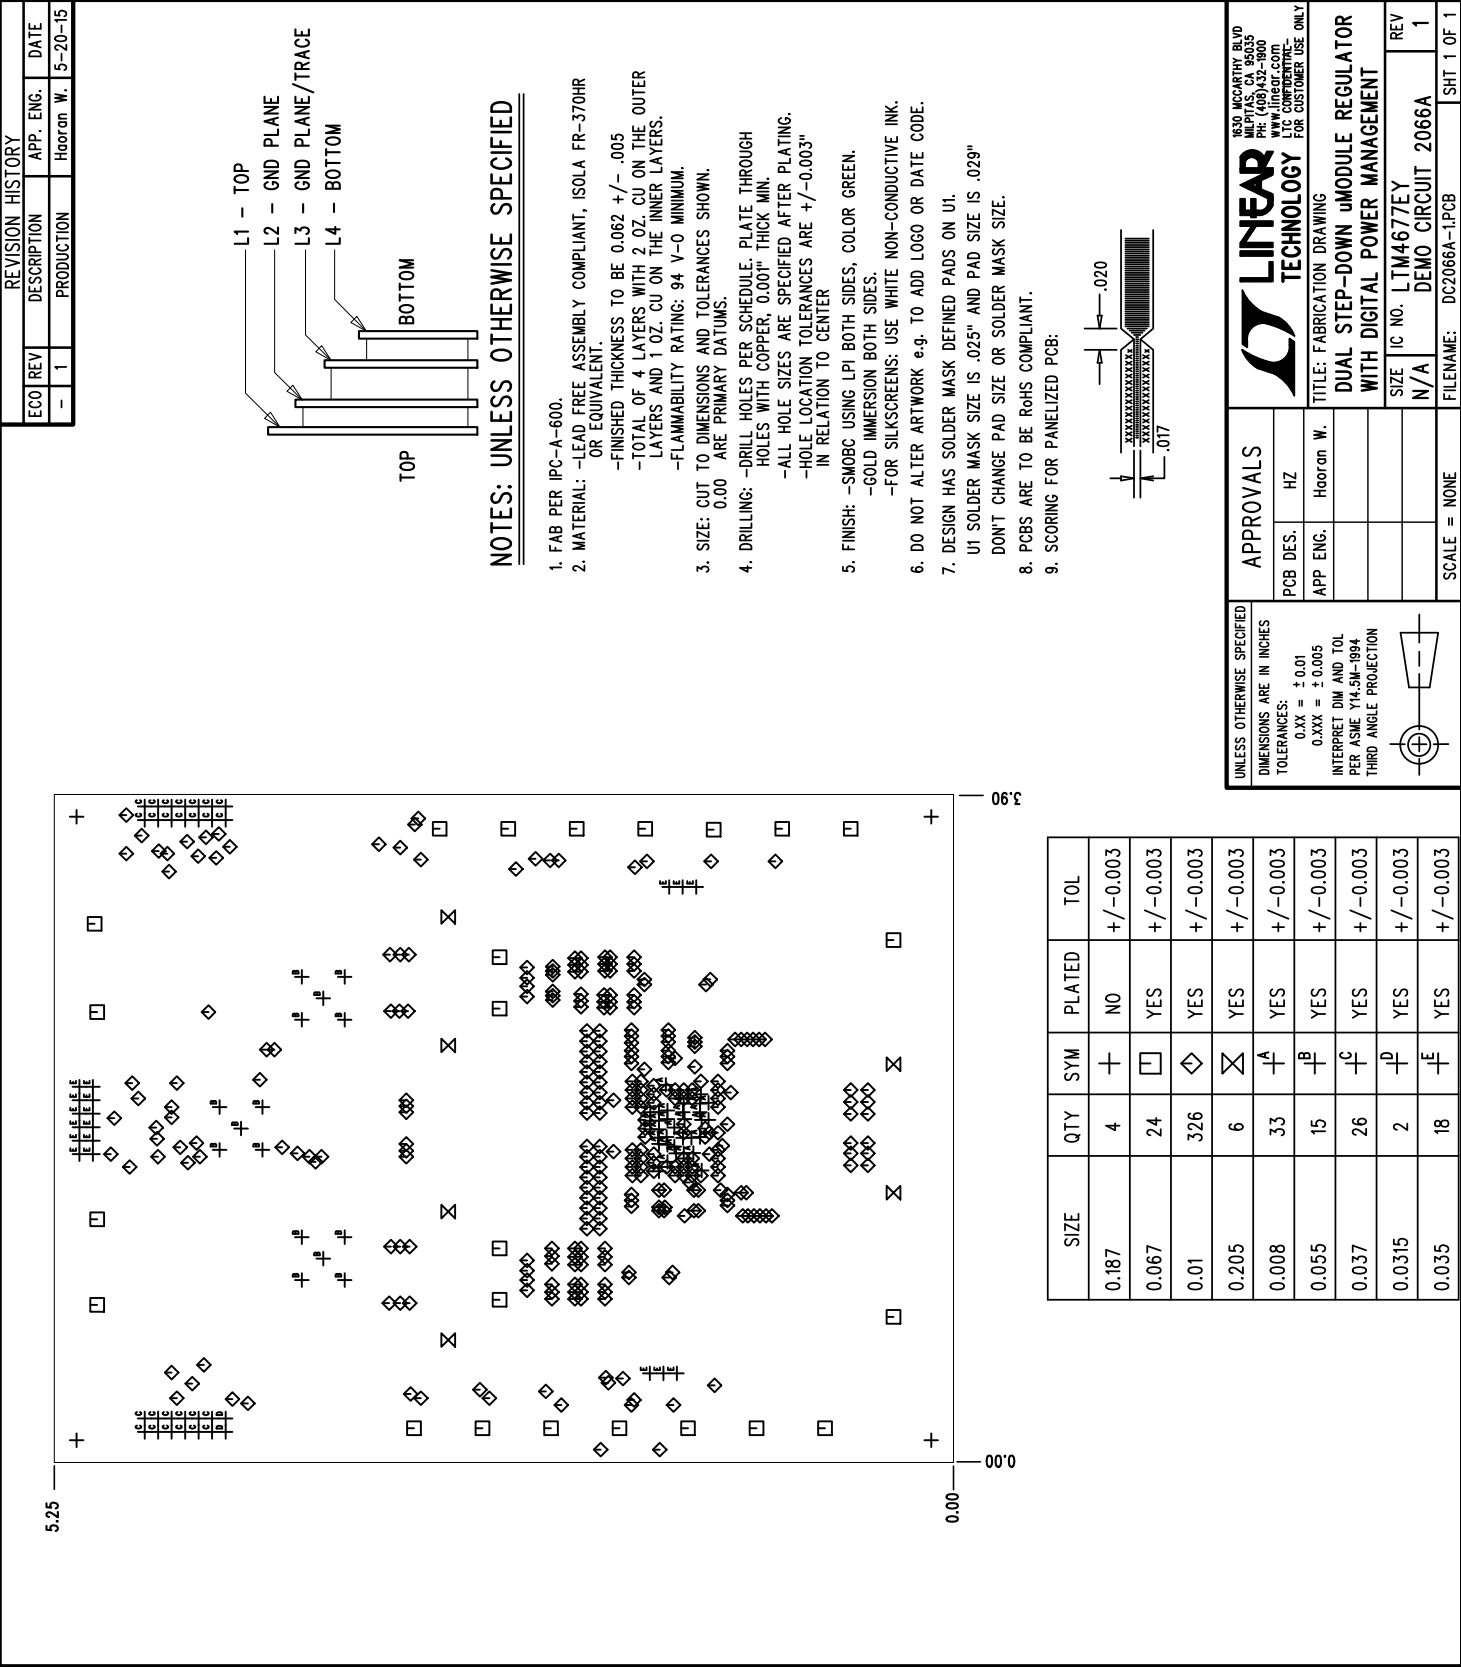 REVISION HISTORY
ECO REV DESCRIPTION APP. ENG. DATE
- 1 PRODUCTION Haoran W. 5-20-15
L1 - TOP
L2 - GND PLANE
L3 - GND PLANE/TRACE
L4 - BOTTOM
TOP
BOTTOM
NOTES: UNLESS OTHERWISE SPECIFIED
1. FAB PER IPC-A-600.
2. MATERIAL: -LEAD FREE ASSEMBLY COMPLIANT, ISOLA FR-370HR
OR EQUIVALENT.
-FINISHED THICKNESS TO BE 0.062 +/- .005
-TOTAL OF 4 LAYERS WITH 2 OZ. CU ON THE OUTER
LAYERS AND 1 OZ. CU ON THE INNER LAYERS.
-FLAMMABILITY RATING: 94 V-0 MINIMUM.
3. SIZE: CUT TO DIMENSIONS AND TOLERANCES SHOWN.
0.00 ARE PRIMARY DATUMS.
4. DRILLING: -DRILL HOLES PER SCHEDULE. PLATE THROUGH
HOLES WITH COPPER, 0.001" THICK MIN.
-ALL HOLE SIZES ARE SPECIFIED AFTER PLATING.
-HOLE LOCATION TOLERANCES ARE +/-0.003"
IN RELATION TO CENTER
5. FINISH: -SMOBC USING LPI BOTH SIDES, COLOR GREEN.
-GOLD IMMERSION BOTH SIDES.
-FOR SILKSCREENS: USE WHITE NON-CONDUCTIVE INK.
6. DO NOT ALTER ARTWORK e.g. TO ADD LOGO OR DATE CODE.
7. DESIGN HAS SOLDER MASK DEFINED PADS ON U1.
U1 SOLDER MASK SIZE IS .025" AND PAD SIZE IS .029"
DON'T CHANGE PAD SIZE OR SOLDER MASK SIZE.
8. PCBS ARE TO BE RoHS COMPLIANT.
9. SCORING FOR PANELIZED PCB:
.020
.017
5.25
0.00
0.00
3.90
SIZE QTY SYM PLATED TOL
0.187 4 NO +/-0.003
0.067 24 YES +/-0.003
0.01 326 YES +/-0.003
0.205 6 YES +/-0.003
0.008 33 A YES +/-0.003
0.055 15 B YES +/-0.003
0.037 26 C YES +/-0.003
0.0315 2 D YES +/-0.003
0.035 18 E YES +/-0.003
UNLESS OTHERWISE SPECIFIED
DIMENSIONS ARE IN INCHES
TOLERANCES:
0.XX = ± 0.01
0.XXX = ± 0.005
INTERPRET DIM AND TOL
PER ASME Y14.5M-1994
THIRD ANGLE PROJECTION
APPROVALS
PCB DES. HZ
APP ENG. Haoran W.
SCALE = NONE
LINEAR
TECHNOLOGY
1630 MCCARTHY BLVD
MILPITAS, CA 95035
PH: (408)432-1900
www.linear.com
LTC CONFIDENTIAL-
FOR CUSTOMER USE ONLY
TITLE: FABRICATION DRAWING
DUAL STEP-DOWN uMODULE REGULATOR
WITH DIGITAL POWER MANAGEMENT
SIZE IC NO. LTM4677EY REV
N/A DEMO CIRCUIT 2066A 1
FILENAME: DC2066A-1.PCB SHT 1 OF 1